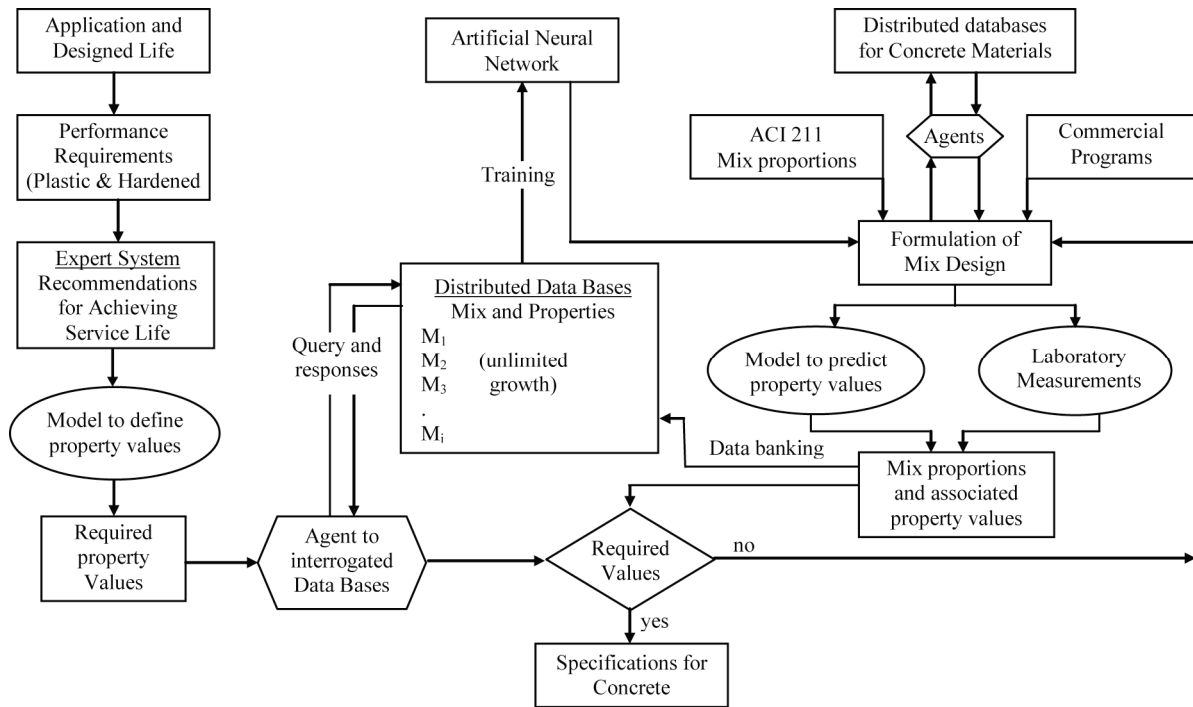 Application and
Designed Life
Performance
Requirements
(Plastic & Hardened
Expert System
Recommendations
for Achieving
Service Life
Model to define
property values
Required
property
Values
Agent to
interrogated
Data Bases
Query and
responses
Artificial Neural
Network
Training
Distributed Data Bases
Mix and Properties
M₁
M₂ (unlimited
M₃ growth)
.
.
Mᵢ
Data banking
Required
Values
no
yes
Specifications for
Concrete
Distributed databases
for Concrete Materials
Agents
ACI 211
Mix proportions
Commercial
Programs
Formulation of
Mix Design
Model to predict
property values
Laboratory
Measurements
Mix proportions
and associated
property values